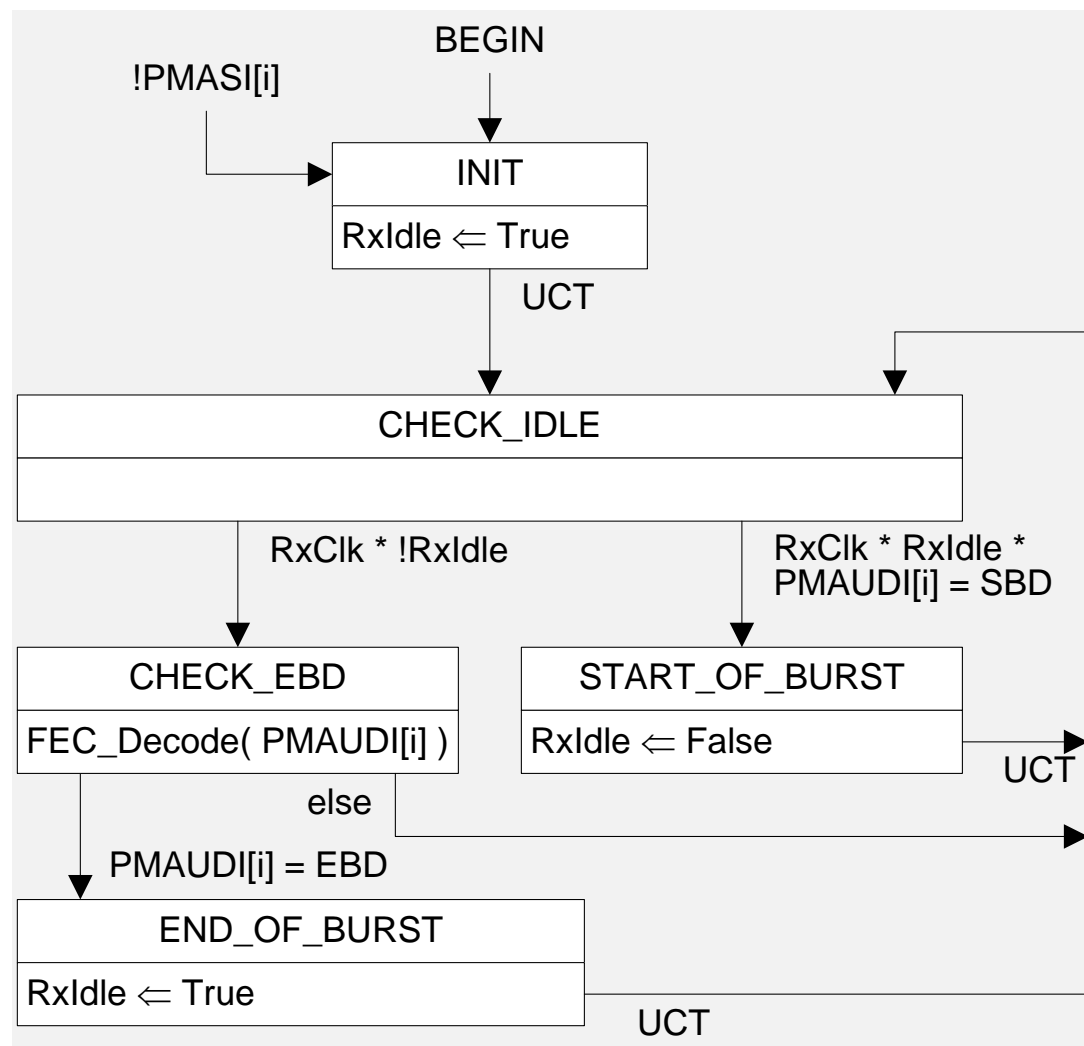 BEGIN
!PMASI[i]
INIT
RxIdle ⇐ True
UCT
CHECK_IDLE
RxClk * !RxIdle
RxClk * RxIdle *
PMAUDI[i] = SBD
CHECK_EBD
FEC_Decode( PMAUDI[i] )
START_OF_BURST
RxIdle ⇐ False
UCT
else
PMAUDI[i] = EBD
END_OF_BURST
RxIdle ⇐ True
UCT